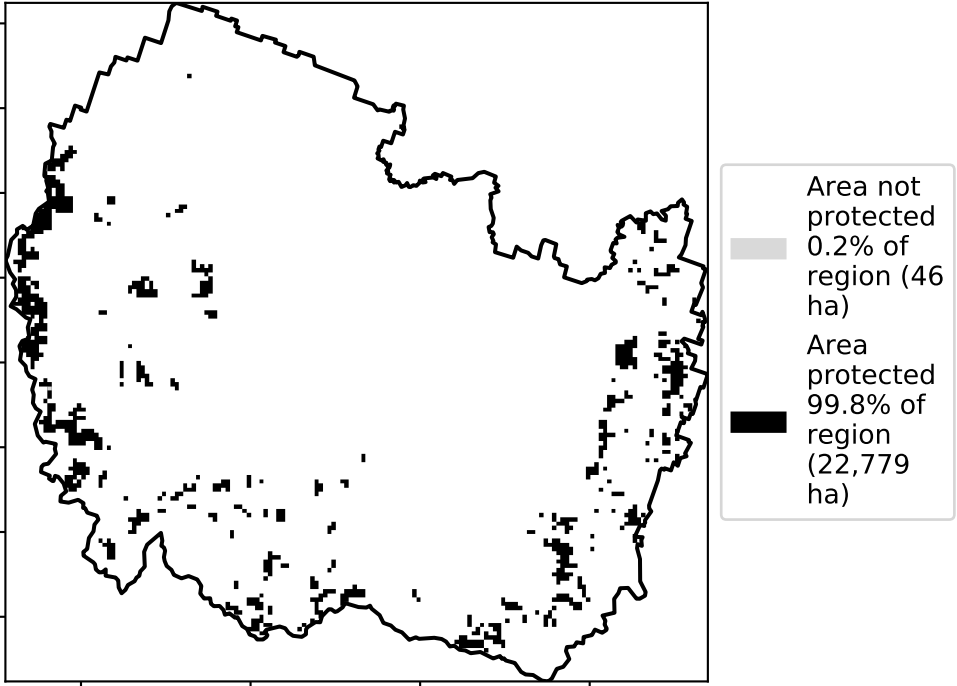 Area not
protected
0.2% of
region (46
ha)
Area
protected
99.8% of
region
(22,779
ha)